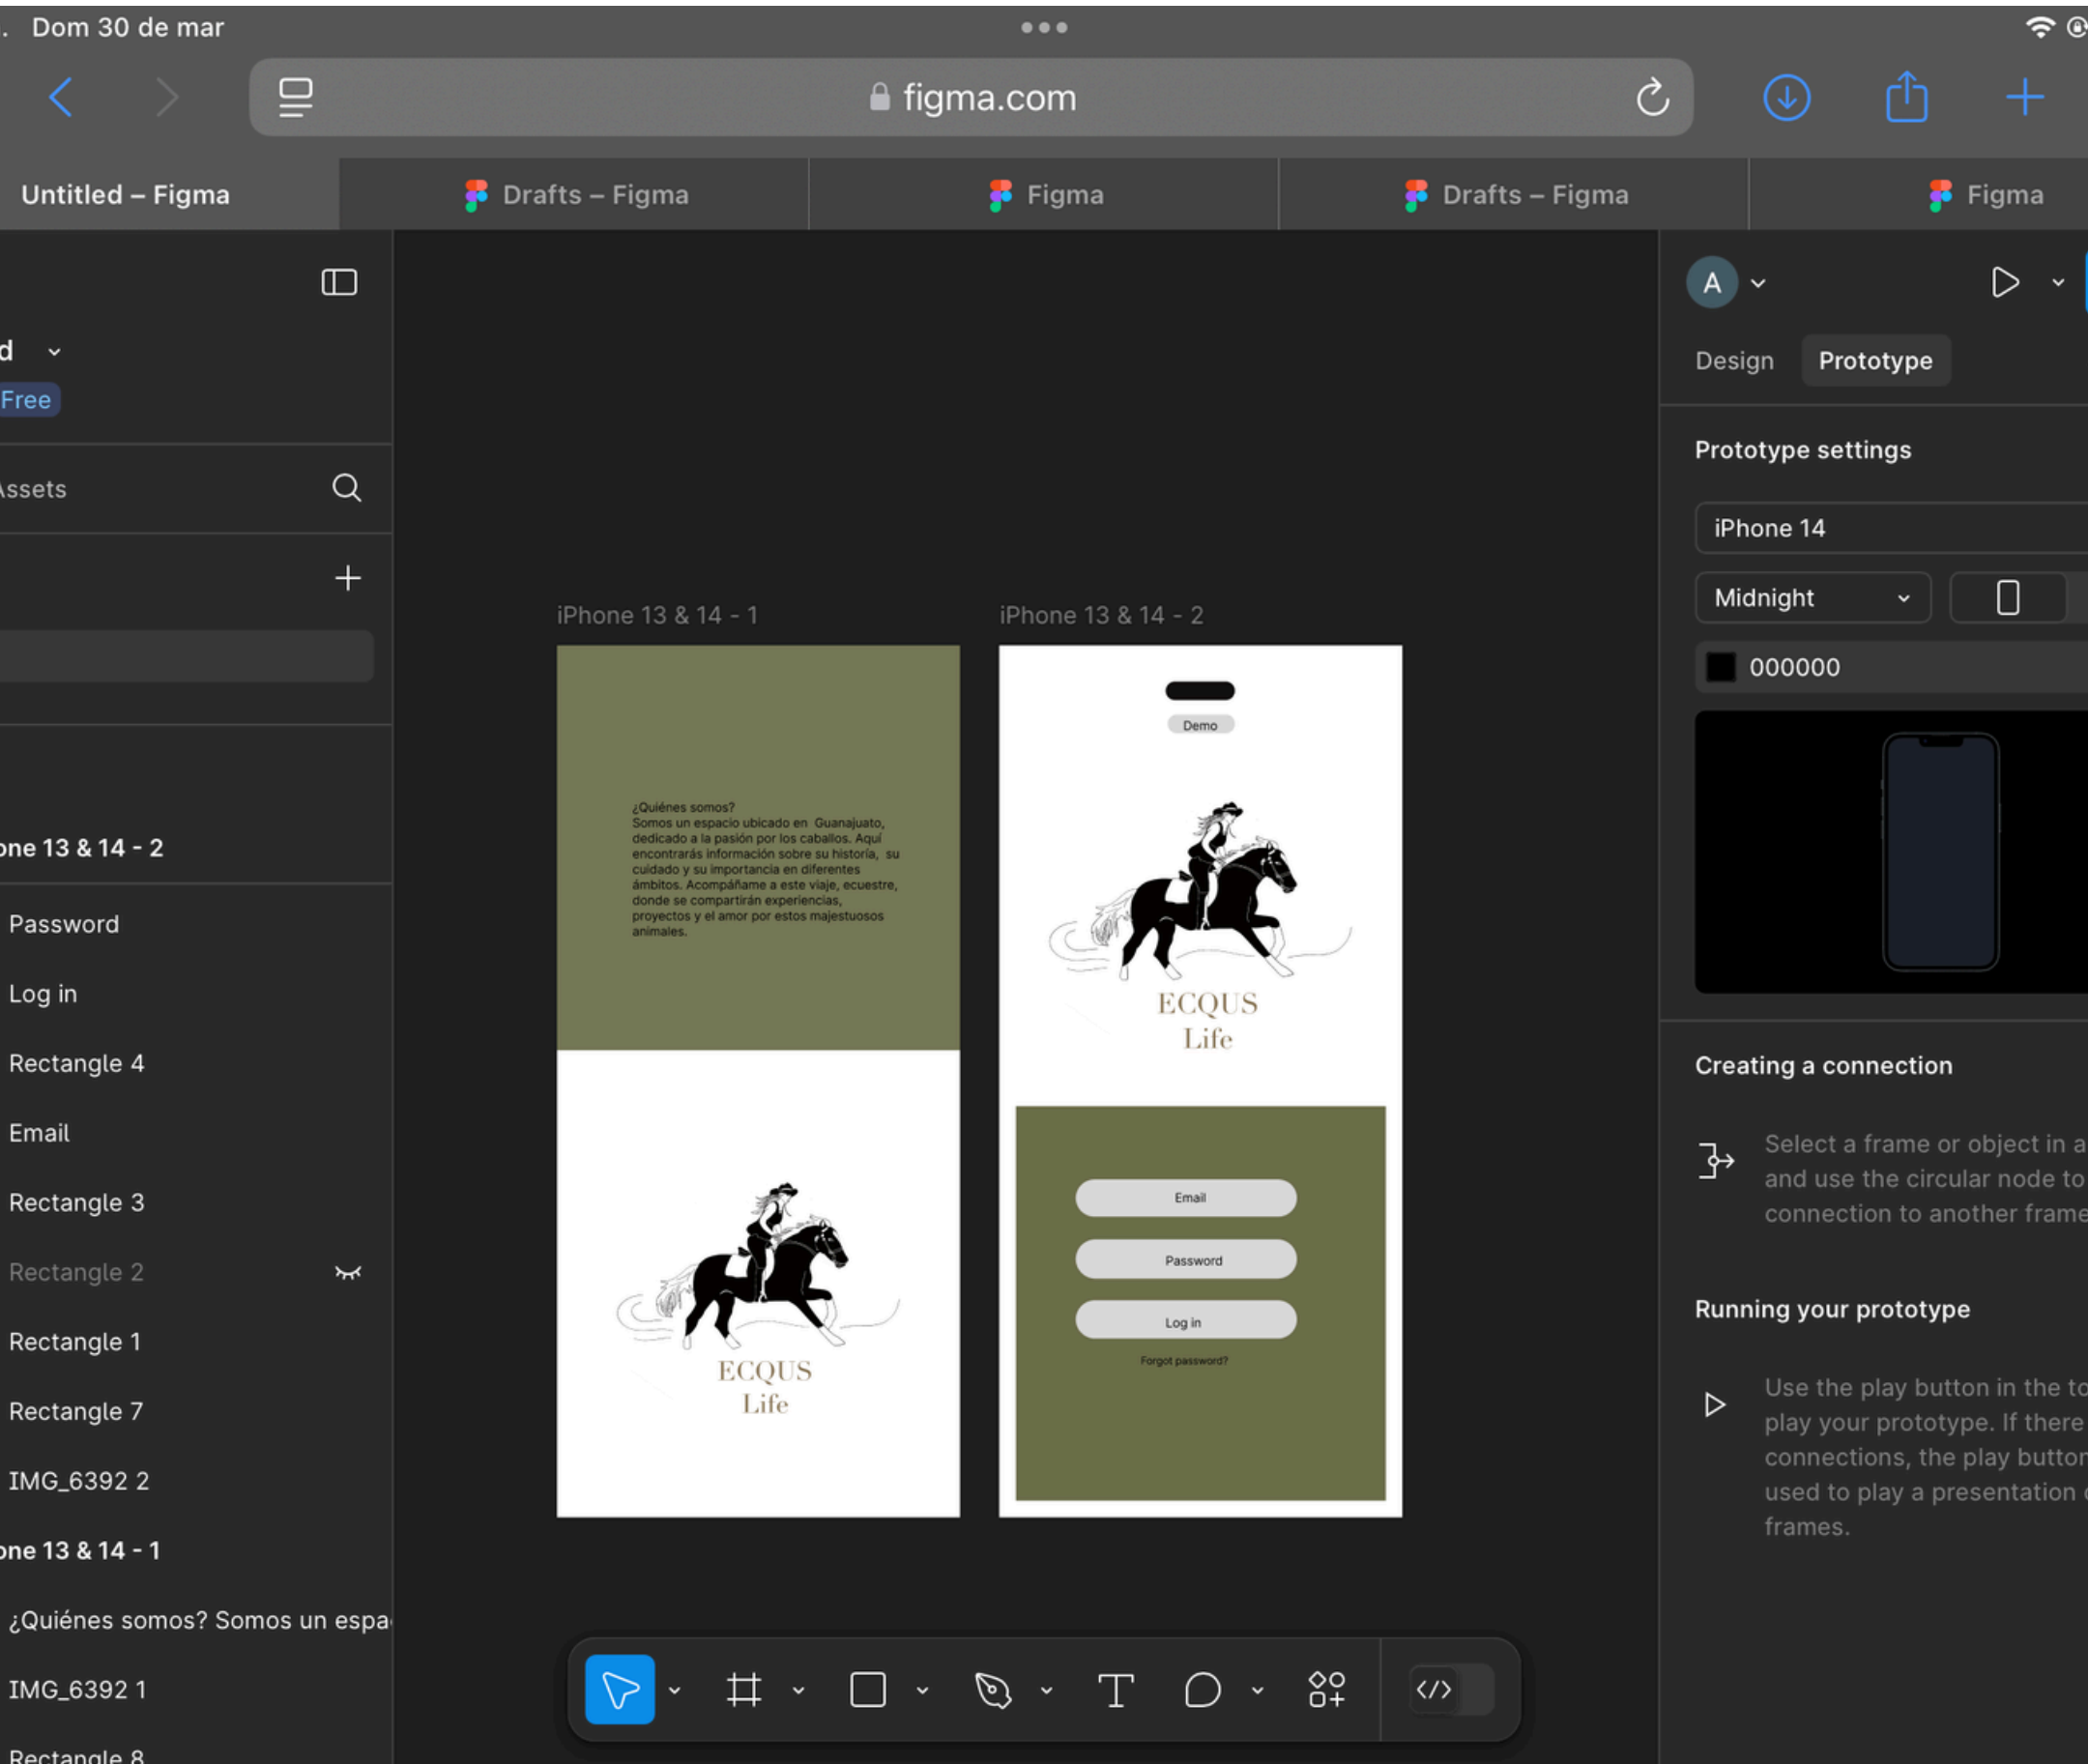 Dom 30 de mar
figma.com
Untitled – Figma
Drafts – Figma
Figma
Drafts – Figma
Figma
d
Free
Assets
one 13 & 14 - 2
Password
Log in
Rectangle 4
Email
Rectangle 3
Rectangle 2
Rectangle 1
Rectangle 7
IMG_6392 2
one 13 & 14 - 1
¿Quiénes somos? Somos un espa
IMG_6392 1
Rectangle 8
iPhone 13 & 14 - 1
¿Quiénes somos?
Somos un espacio ubicado en Guanajuato,
dedicado a la pasión por los caballos. Aquí
encontrarás información sobre su historía, su
cuidado y su importancia en diferentes
ámbitos. Acompáñame a este viaje, ecuestre,
donde se compartirán experiencias,
proyectos y el amor por estos majestuosos
animales.
ECQUS
Life
iPhone 13 & 14 - 2
Demo
ECQUS
Life
Email
Password
Log in
Forgot password?
A
Design
Prototype
Prototype settings
iPhone 14
Midnight
000000
Creating a connection
Select a frame or object in a
and use the circular node to
connection to another frame
Running your prototype
Use the play button in the to
play your prototype. If there
connections, the play button
used to play a presentation
frames.